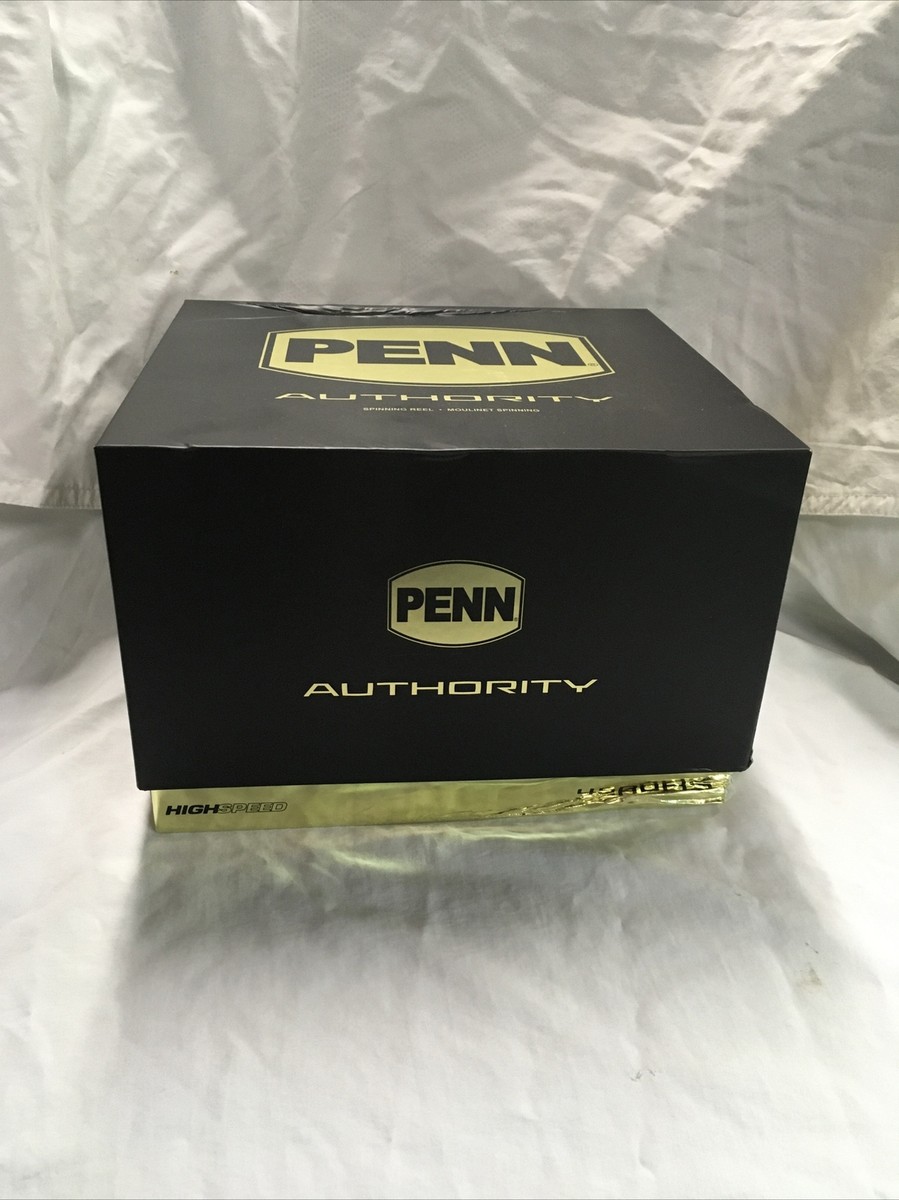 PENN®
AUTHORITY
SPINNING REEL • MOULINET SPINNING
PENN®
AUTHORITY
HIGHSPEED